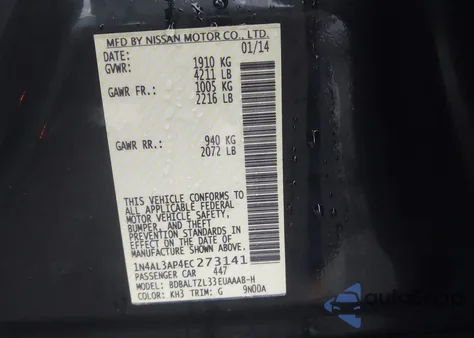 MFD BY NISSAN MOTOR CO., LTD.
DATE: 01/14
GVWR: 1910 KG
4211 LB
GAWR FR.: 1005 KG
2216 LB
GAWR RR.: 940 KG
2072 LB
THIS VEHICLE CONFORMS TO
ALL APPLICABLE FEDERAL
MOTOR VEHICLE SAFETY,
BUMPER, AND THEFT
PREVENTION STANDARDS IN
EFFECT ON THE DATE OF
MANUFACTURE SHOWN ABOVE.
1N4AL3AP4EC273141
PASSENGER CAR 447
MODEL: BDBALTZL33EUAAAB-H
COLOR: KH3 TRIM: G 9N00A